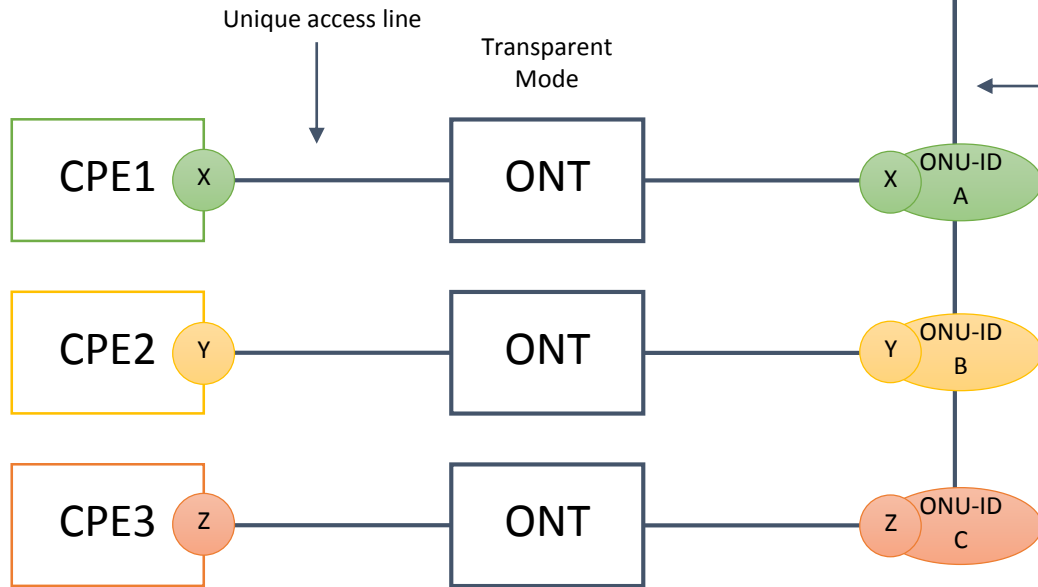 Unique access line
Transparent
Mode
CPE1
X
ONT
X
ONU-ID
A
CPE2
Y
ONT
Y
ONU-ID
B
CPE3
Z
ONT
Z
ONU-ID
C